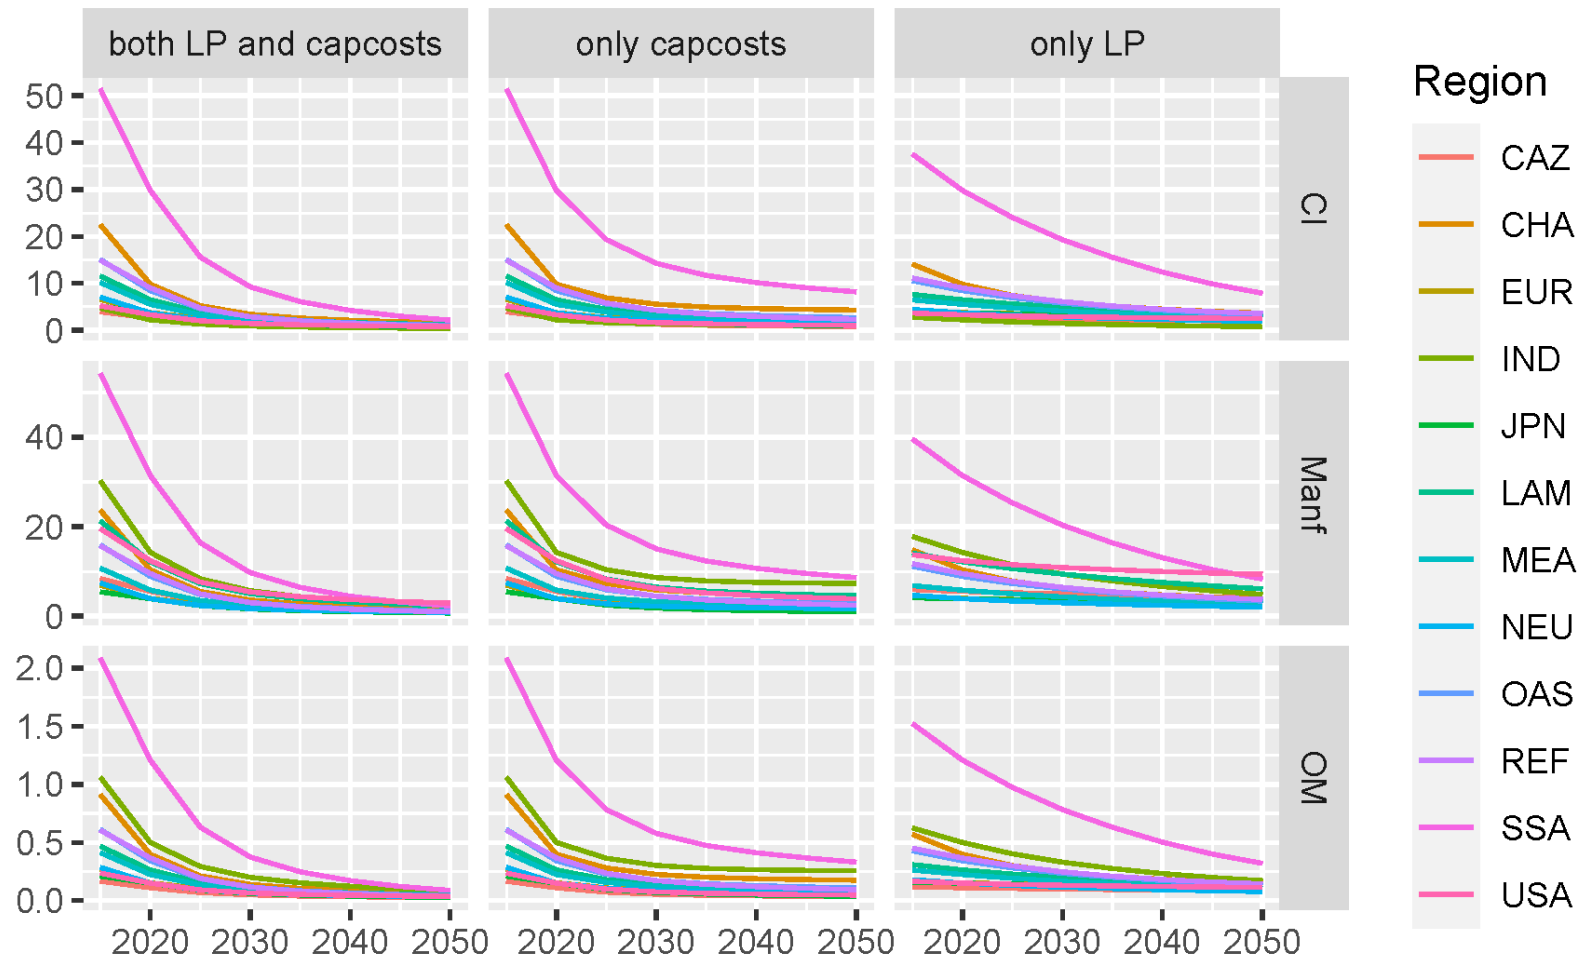 both LP and capcosts
only capcosts
only LP
50
40
30
20
10
0
CI
40
20
0
Manf
2.0
1.5
1.0
0.5
0.0
OM
2020 2030 2040 2050
2020 2030 2040 2050
2020 2030 2040 2050
Region
CAZ
CHA
EUR
IND
JPN
LAM
MEA
NEU
OAS
REF
SSA
USA